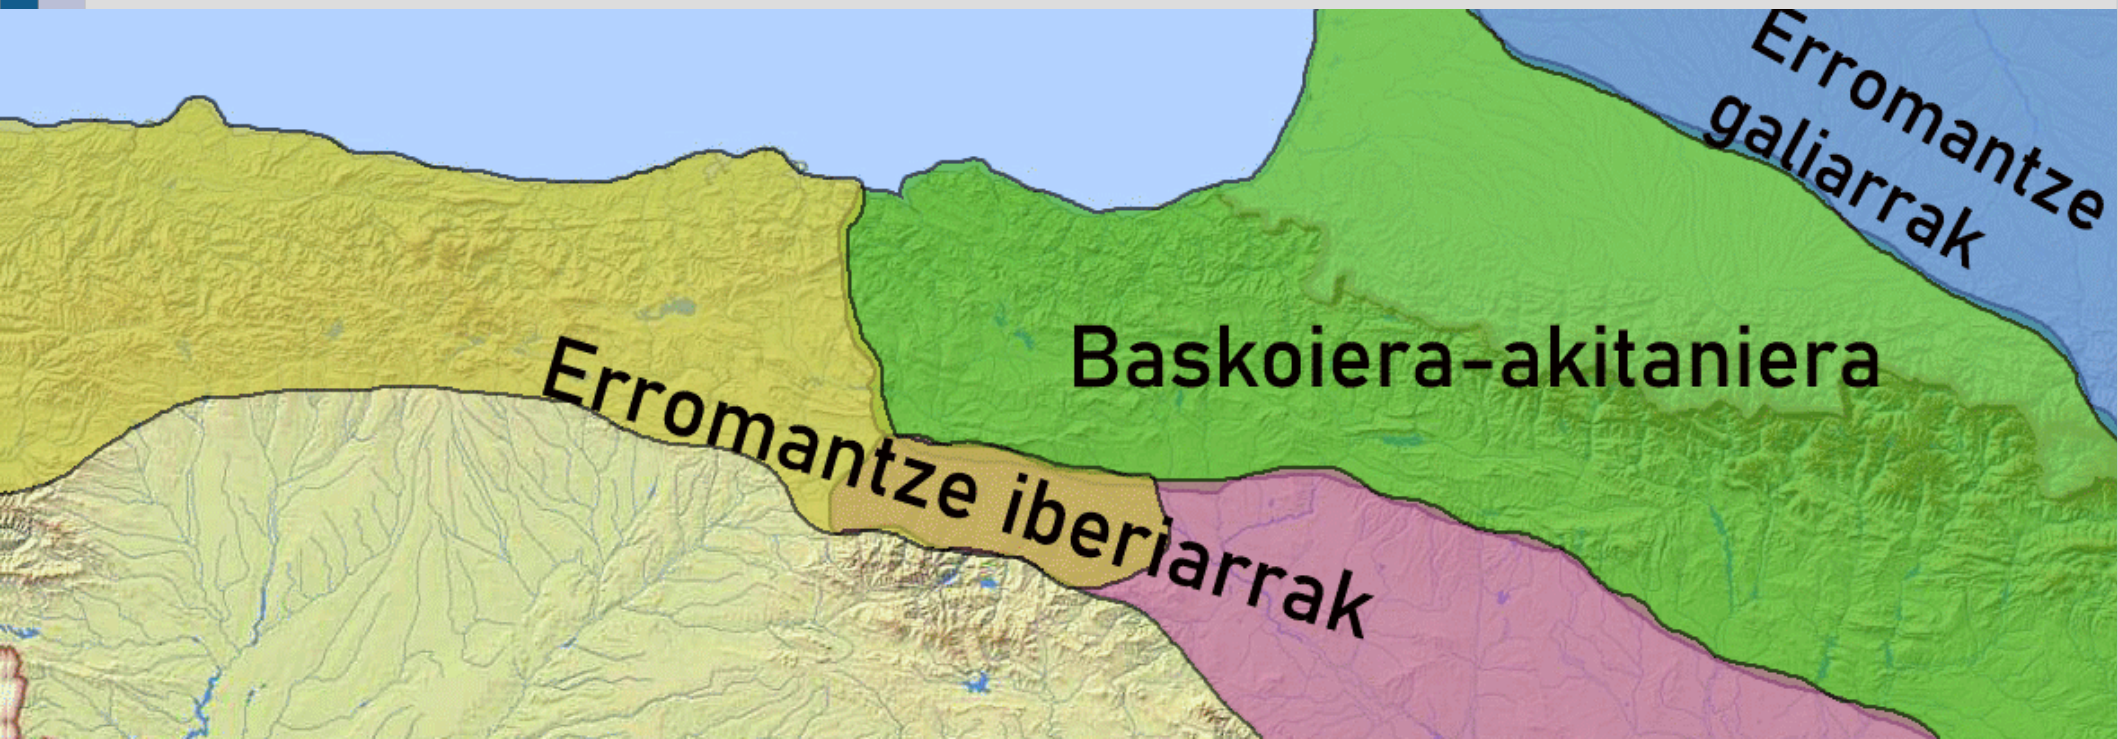 Erromantze
galiarrak
Baskoiera-akitaniera
Erromantze iberiarrak